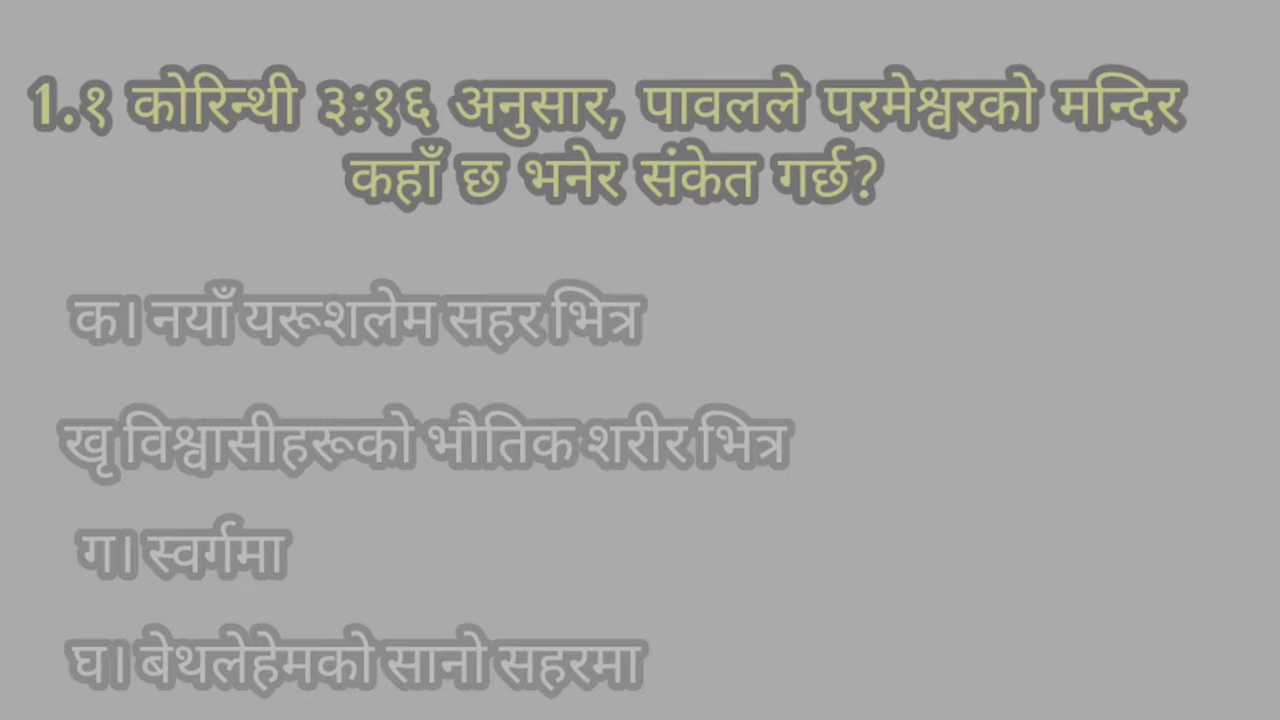 1.१ कोरिन्थी ३:१६ अनुसार, पावलले परमेश्वरको मन्दिर
कहाँ छ भनेर संकेत गर्छ?
क। नयाँ यरूशलेम सहर भित्र
खृ विश्वासीहरूको भौतिक शरीर भित्र
ग। स्वर्गमा
घ। बेथलेहेमको सानो सहरमा